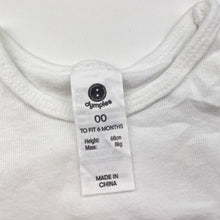 dymples
00
TO FIT 6 MONTHS
Height: 68cm
Mass: 8kg
MADE IN
CHINA